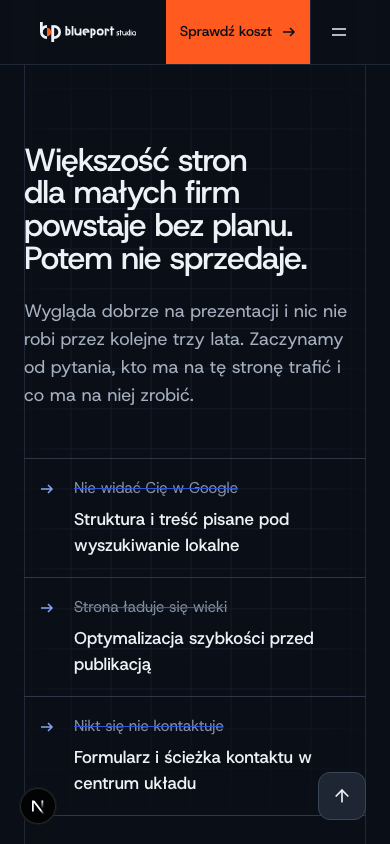 bp blueport studio
Sprawdź koszt
Większość stron
dla małych firm
powstaje bez planu.
Potem nie sprzedaje.
Wygląda dobrze na prezentacji i nic nie
robi przez kolejne trzy lata. Zaczynamy
od pytania, kto ma na tę stronę trafić i
co ma na niej zrobić.
Nie widać Cię w Google
Struktura i treść pisane pod
wyszukiwanie lokalne
Strona ładuje się wieki
Optymalizacja szybkości przed
publikacją
Nikt się nie kontaktuje
Formularz i ścieżka kontaktu w
centrum układu
N